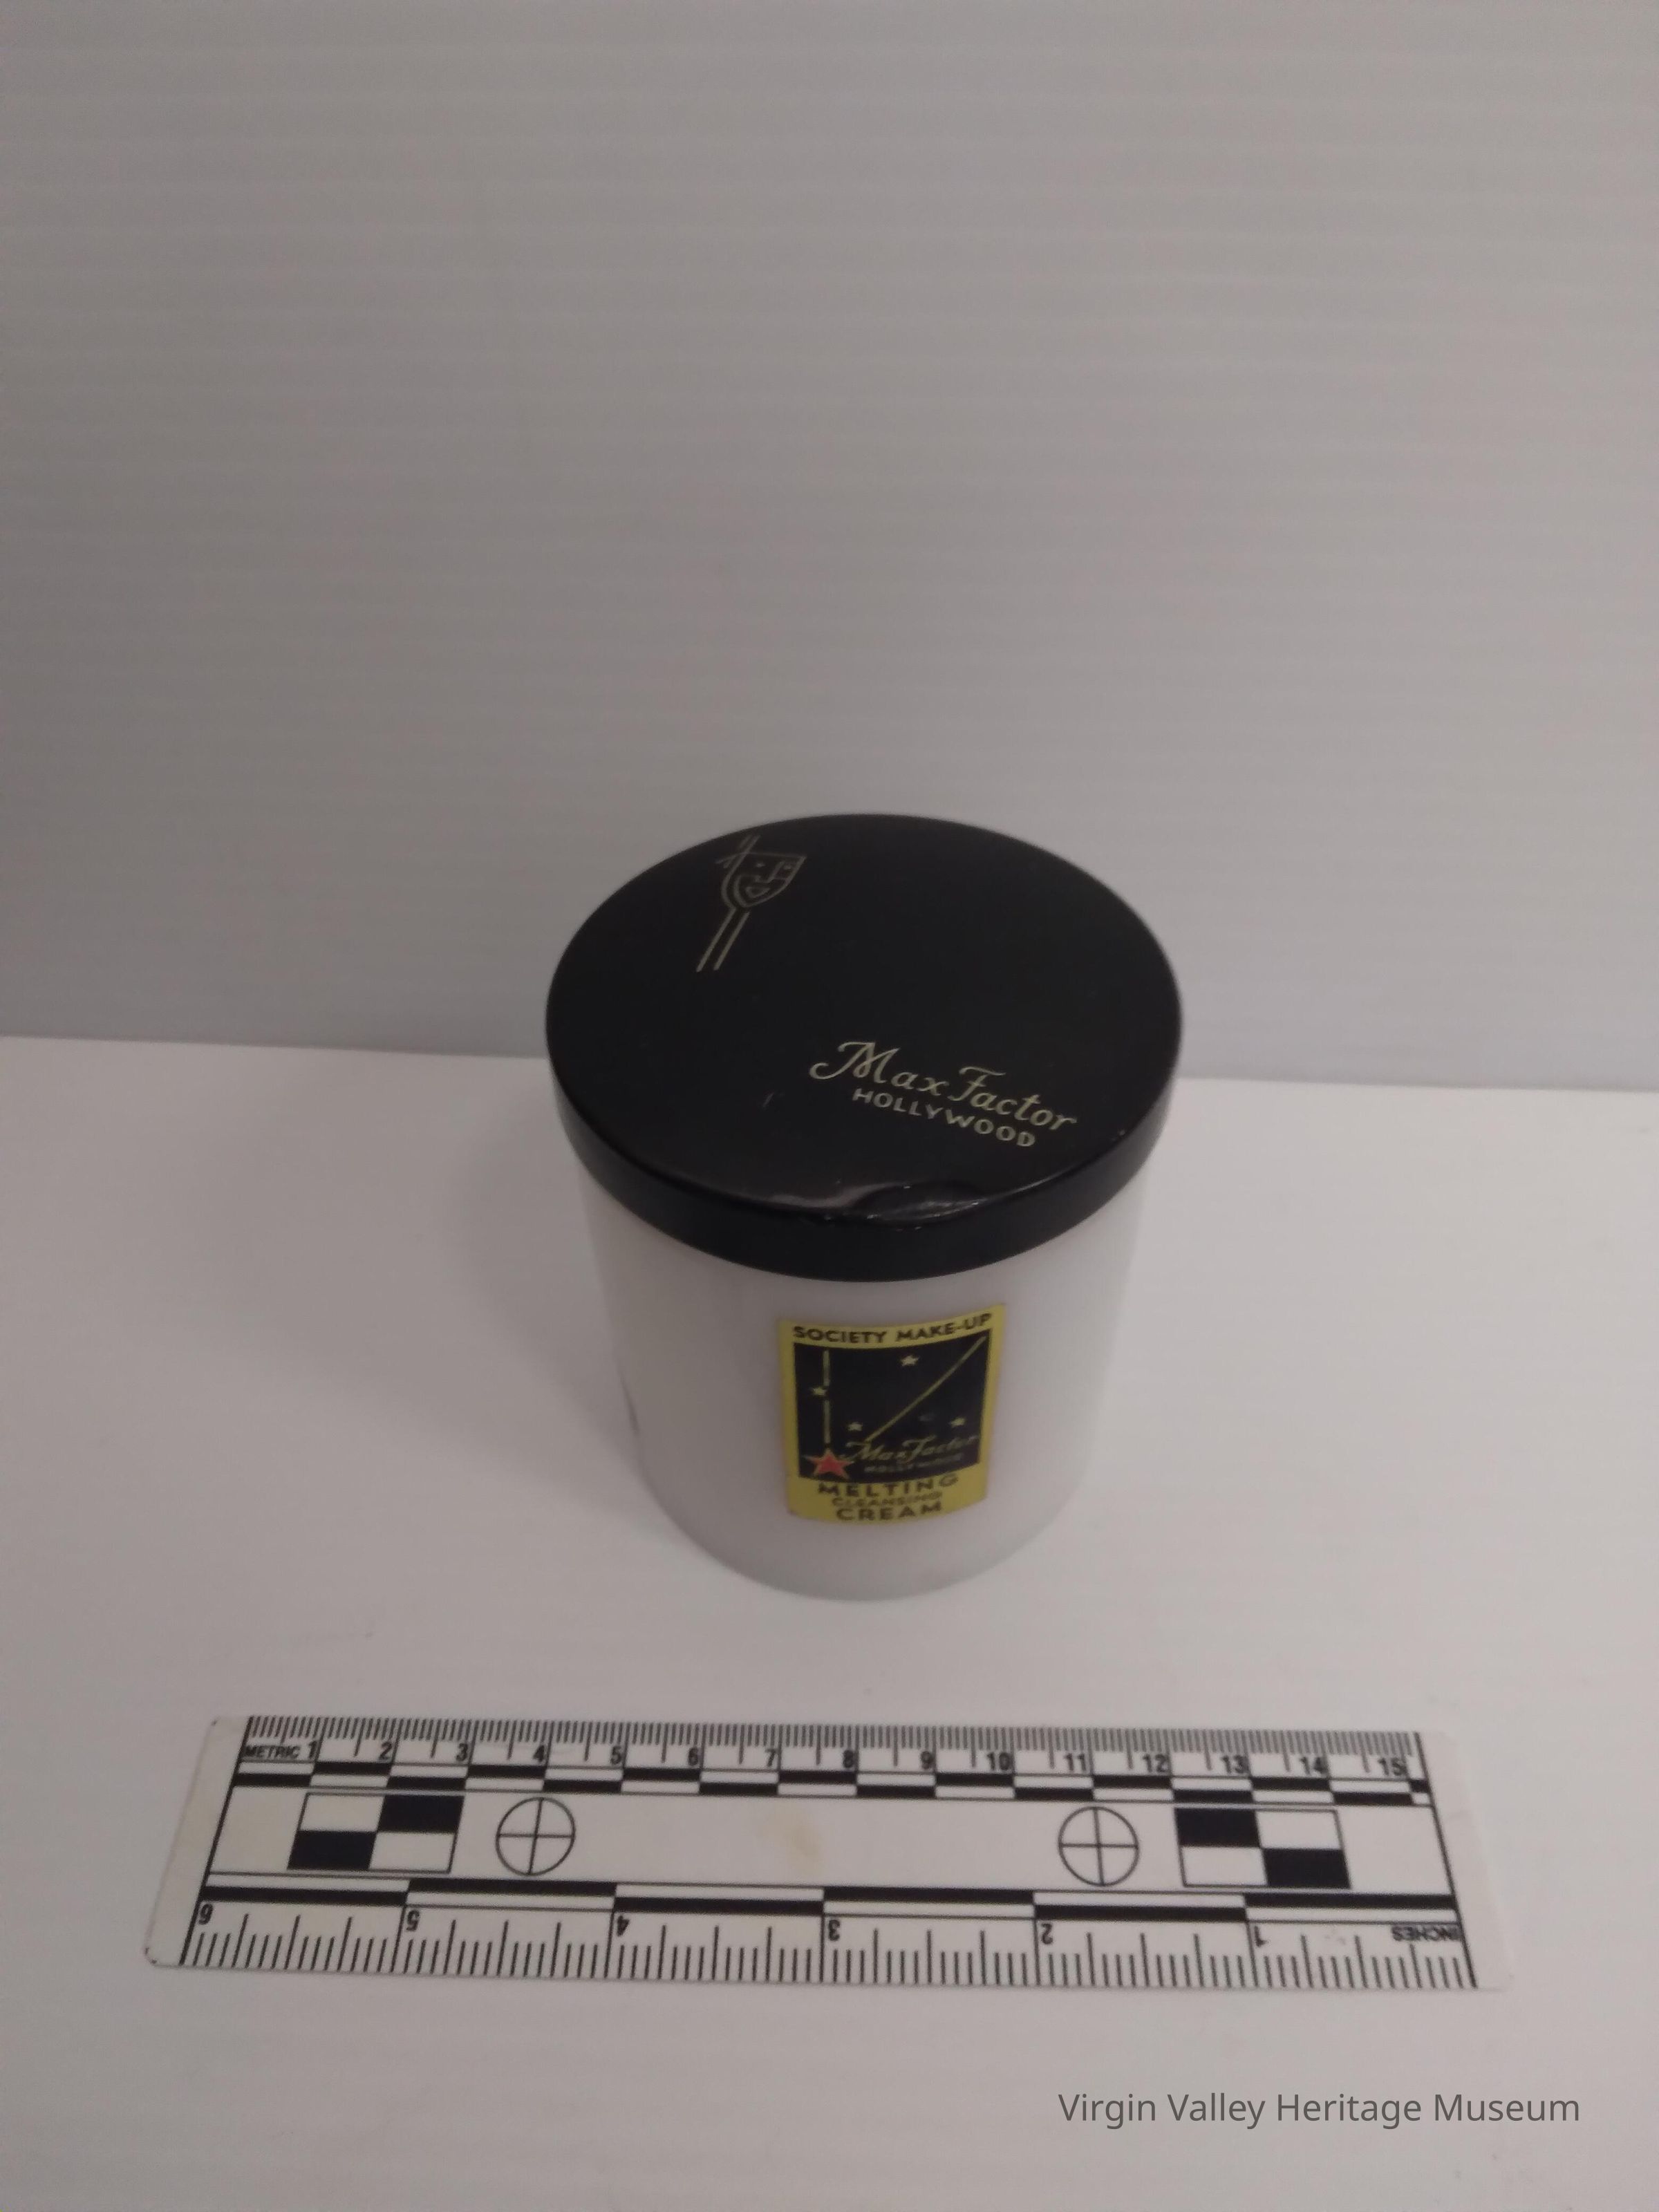 Max Factor
HOLLYWOOD
SOCIETY MAKE-UP
Max Factor
HOLLYWOOD
MELTING
CLEANSING
CREAM
METRIC 1 2 3 4 5 6 7 8 9 10 11 12 13 14 15
6 5 4 3 2 1 INCHES
Virgin Valley Heritage Museum